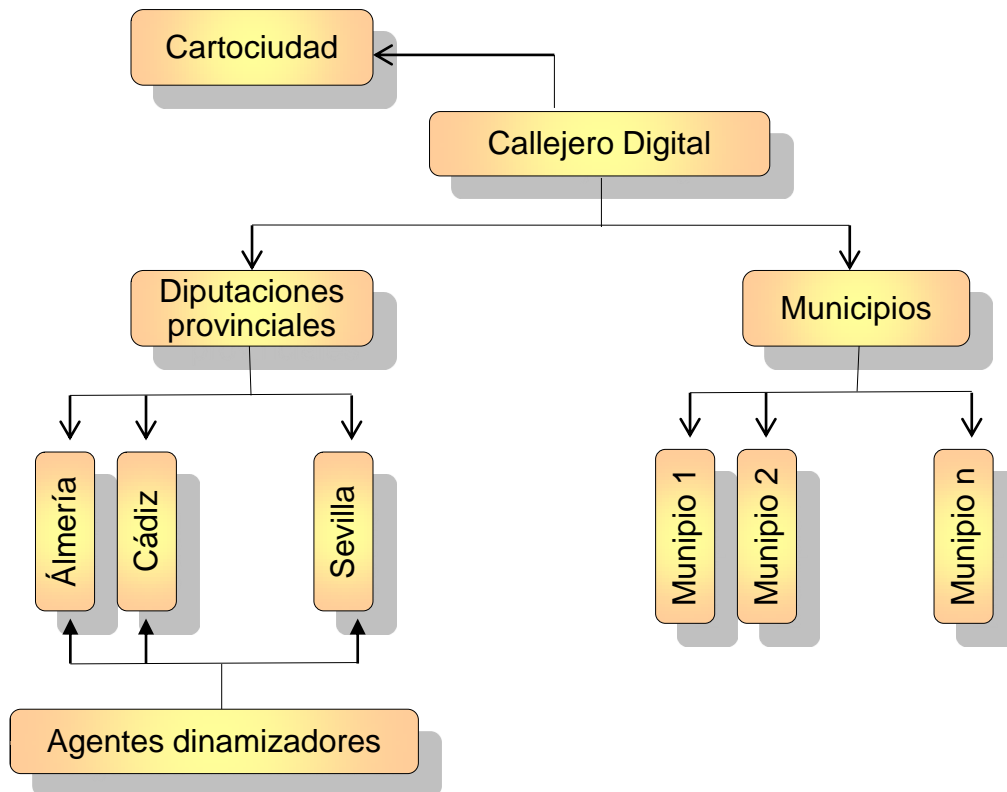 Cartociudad
Callejero Digital
Diputaciones
provinciales
Municipios
Álmería
Cádiz
Sevilla
Munipio 1
Munipio 2
Munipio n
Agentes dinamizadores